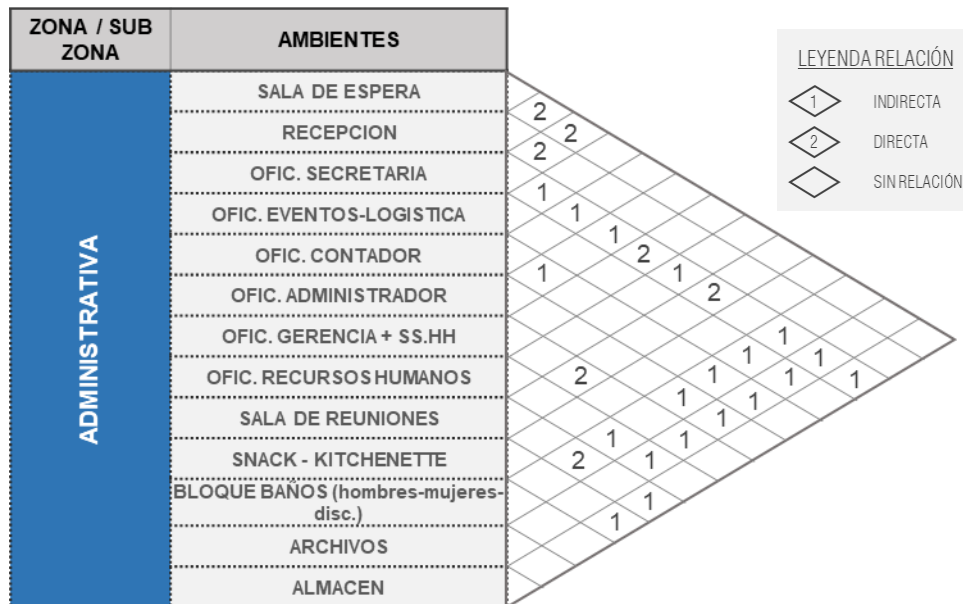 ZONA / SUB
ZONA
AMBIENTES
ADMINISTRATIVA
SALA DE ESPERA
RECEPCION
OFIC. SECRETARIA
OFIC. EVENTOS-LOGISTICA
OFIC. CONTADOR
OFIC. ADMINISTRADOR
OFIC. GERENCIA + SS.HH
OFIC. RECURSOS HUMANOS
SALA DE REUNIONES
SNACK - KITCHENETTE
BLOQUE BAÑOS (hombres-mujeres-
disc.)
ARCHIVOS
ALMACEN
2
2
2
1
1
1
2
1 1
2
1
1 1
2 1 1
1 1
1
1 1
2 1
1
1
LEYENDA RELACIÓN
1 INDIRECTA
2 DIRECTA
SIN RELACIÓN